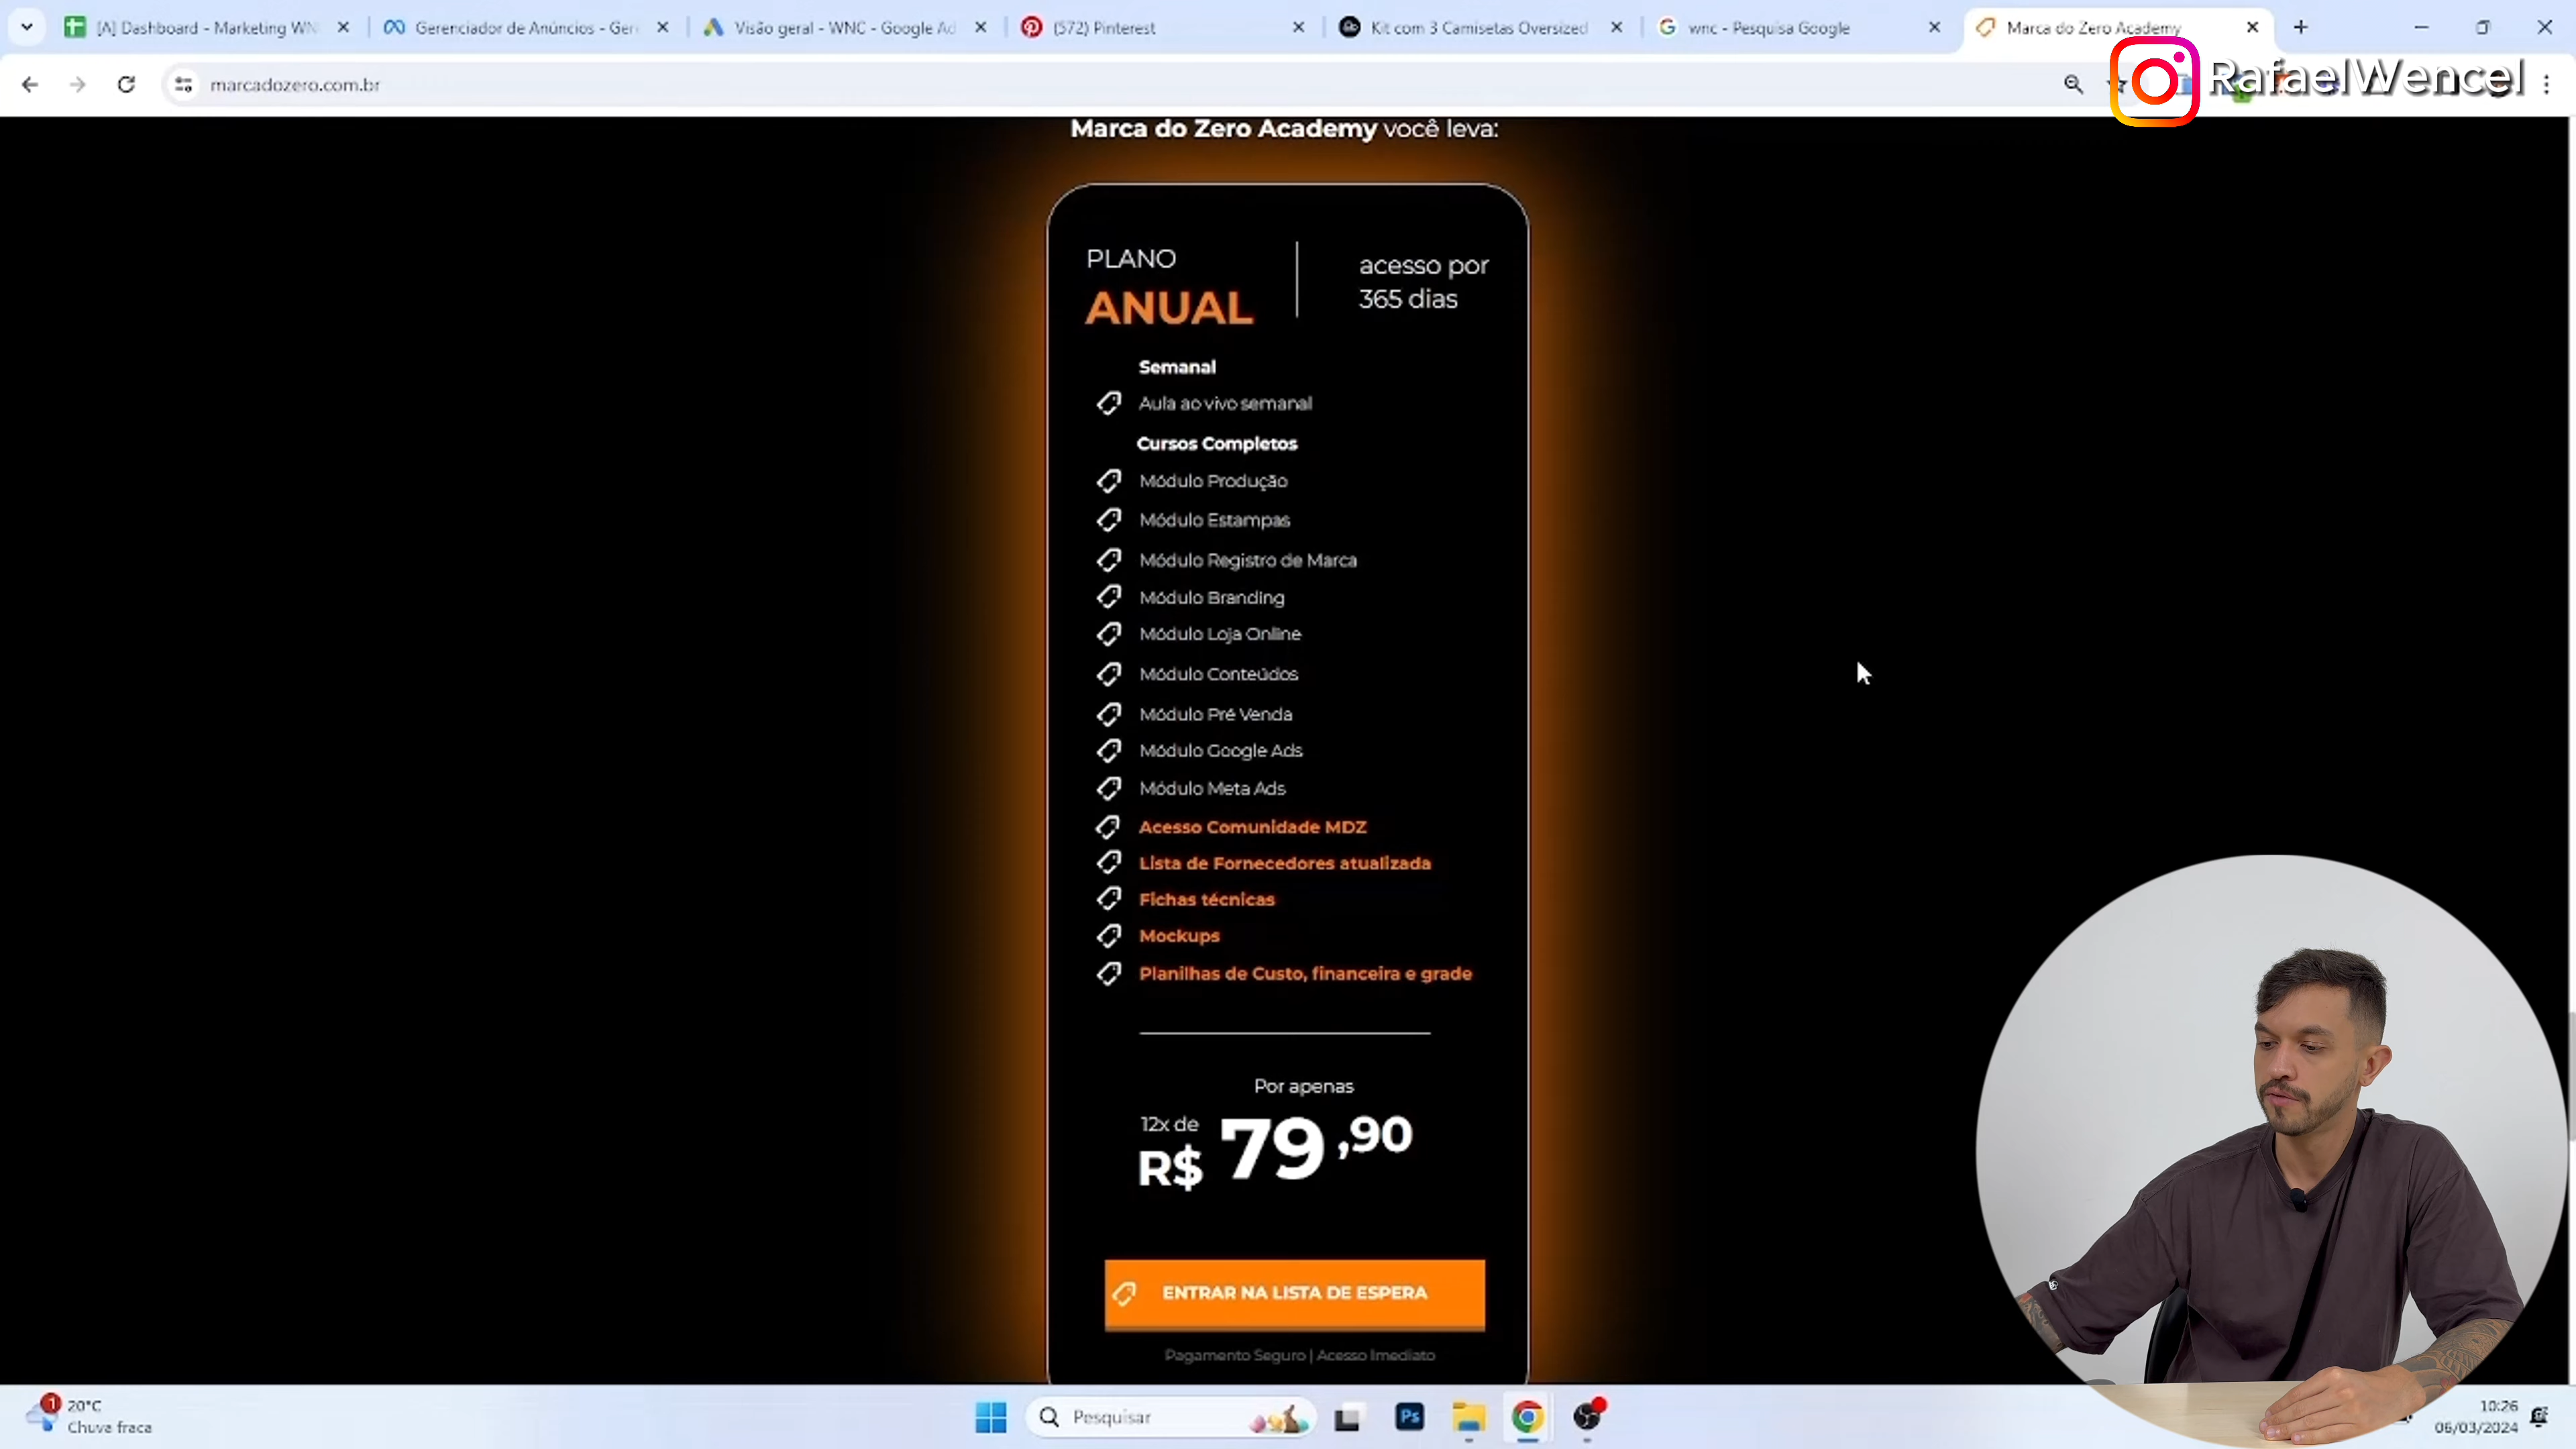 [A] Dashboard - Marketing WN
Gerenciador de Anúncios - Ger
Visão geral - WNC - Google Ad
(572) Pinterest
Kit com 3 Camisetas Oversized
wnc - Pesquisa Google
Marca do Zero Academy
marcadozero.com.br
RafaelWencel
Marca do Zero Academy você leva:
PLANO
ANUAL
acesso por
365 dias
Semanal
Aula ao vivo semanal
Cursos Completos
Módulo Produção
Módulo Estampas
Módulo Registro de Marca
Módulo Branding
Módulo Loja Online
Módulo Conteúdos
Módulo Pré Venda
Módulo Google Ads
Módulo Meta Ads
Acesso Comunidade MDZ
Lista de Fornecedores atualizada
Fichas técnicas
Mockups
Planilhas de Custo, financeira e grade
Por apenas
12x de
R$ 79,90
ENTRAR NA LISTA DE ESPERA
Pagamento Seguro | Acesso Imediato
1
20°C
Chuva fraca
Pesquisar
Ps
10:26
06/03/2024